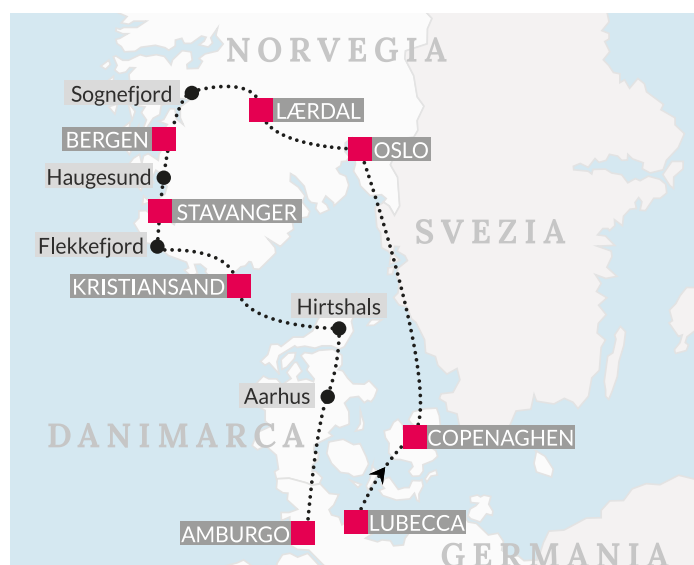 NORVEGIA
Sognefjord
LÆRDAL
BERGEN
OSLO
Haugesund
STAVANGER
SVEZIA
Flekkefjord
KRISTIANSAND
Hirtshals
Aarhus
DANIMARCA
COPENAGHEN
LUBECCA
AMBURGO
GERMANIA